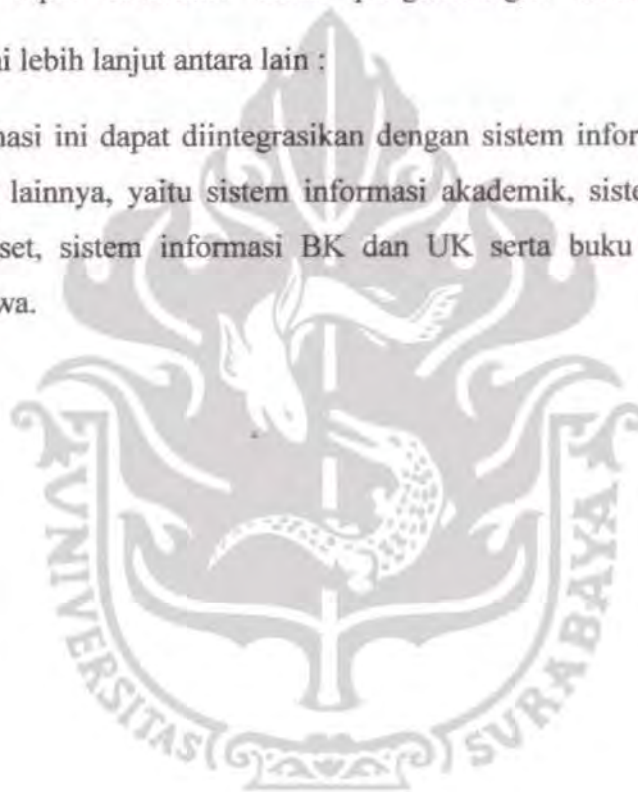 i lebih lanjut antara lain :
nasi ini dapat diintegrasikan dengan sistem infor
lainnya, yaitu sistem informasi akademik, siste
set, sistem informasi BK dan UK serta buku
wa.
UNIVERSITAS SURABAYA